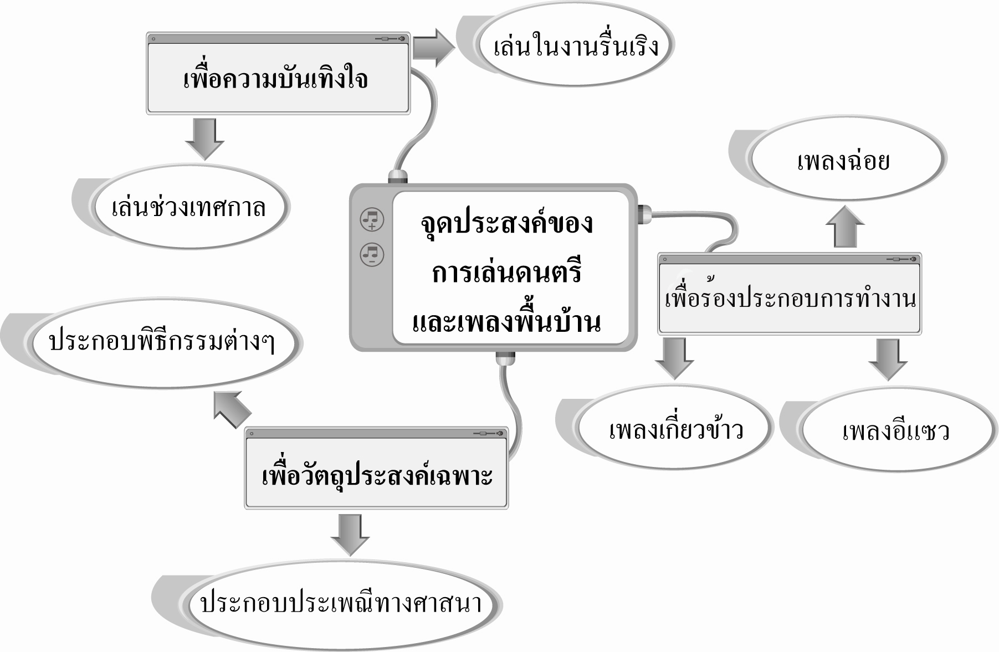 เล่นในงานรื่นเริง
เพื่อความบันเทิงใจ
เล่นช่วงเทศกาล
เพลงฉ่อย
จุดประสงค์ของ
การเล่นดนตรี
และเพลงพื้นบ้าน
เพื่อร้องประกอบการทำงาน
ประกอบพิธีกรรมต่างๆ
เพลงเกี่ยวข้าว
เพลงอีแซว
เพื่อวัตถุประสงค์เฉพาะ
ประกอบประเพณีทางศาสนา